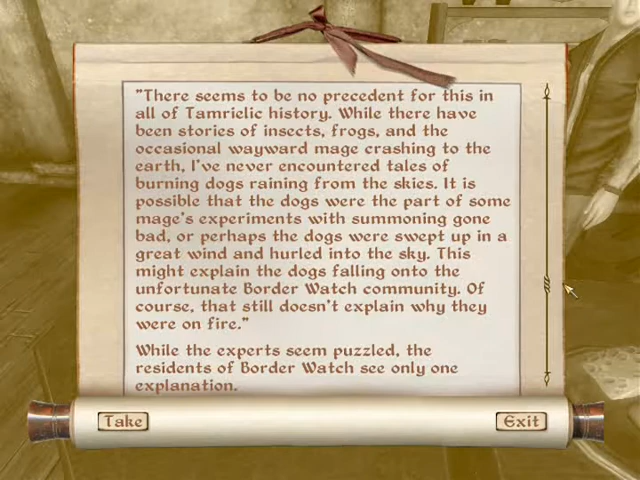 "There seems to be no precedent for this in
all of Tamrielic history. While there have
been stories of insects, frogs, and the
occasional wayward mage crashing to the
earth, I've never encountered tales of
burning dogs raining from the skies. It is
possible that the dogs were the part of some
mage's experiments with summoning gone
bad, or perhaps the dogs were swept up in a
great wind and hurled into the sky. This
might explain the dogs falling onto the
unfortunate Border Watch community. Of
course, that still doesn't explain why they
were on fire."
While the experts seem puzzled, the
residents of Border Watch see only one
explanation.
Take
Exit